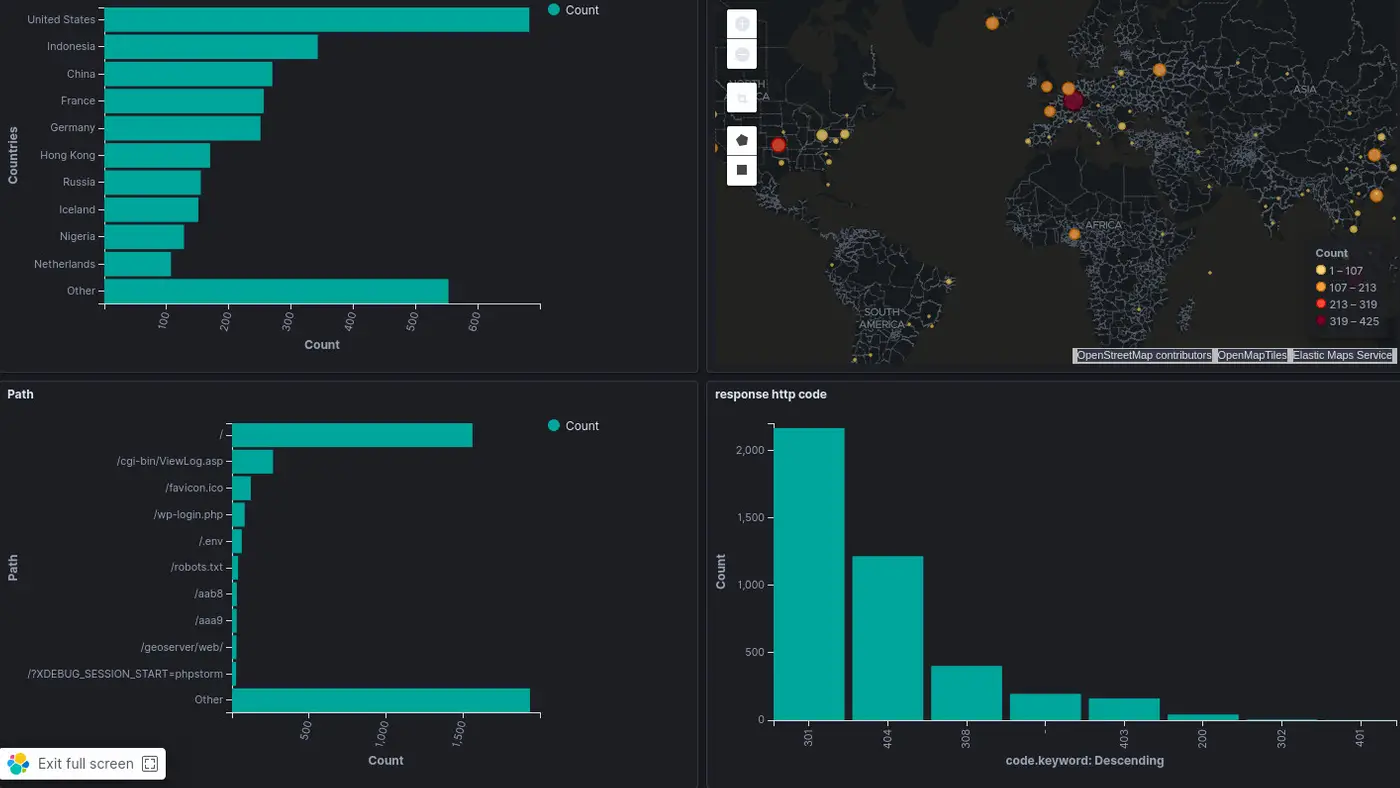 United States
Indonesia
China
France
Germany
Hong Kong
Russia
Iceland
Nigeria
Netherlands
Other
Countries
100
200
300
400
500
600
Count
Count
NORTH
AMERICA
ASIA
AFRICA
SOUTH
AMERICA
Count
1 – 107
107 – 213
213 – 319
319 – 425
OpenStreetMap contributors OpenMapTiles Elastic Maps Service
Path
/
/cgi-bin/ViewLog.asp
/favicon.ico
/wp-login.php
/.env
/robots.txt
/aab8
/aaa9
/geoserver/web/
/?XDEBUG_SESSION_START=phpstorm
Other
Path
500
1,000
1,500
Count
Count
Exit full screen
response http code
2,000
1,500
1,000
500
0
Count
301
404
308
-
403
200
302
401
code.keyword: Descending